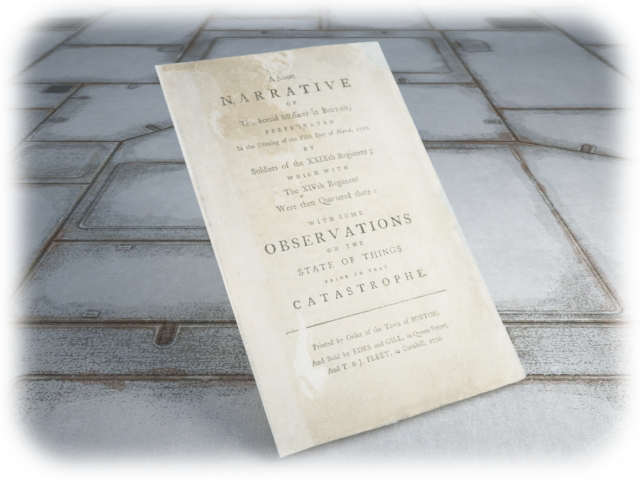 A Short
NARRATIVE
OF
The horrid Massacre in BOSTON,
PERPETRATED
In the Evening of the Fifth Day of March, 1770.
BY
Soldiers of the XXIXth Regiment;
WHICH WITH
The XIVth Regiment
Were then Quartered there:
WITH SOME
OBSERVATIONS
ON THE
STATE OF THINGS
PRIOR TO THAT
CATASTROPHE
Printed by Order of the Town of BOSTON,
And Sold by EDES and GILL, in Queen Street,
And T. & J. FLEET, in Cornhill, 1770.